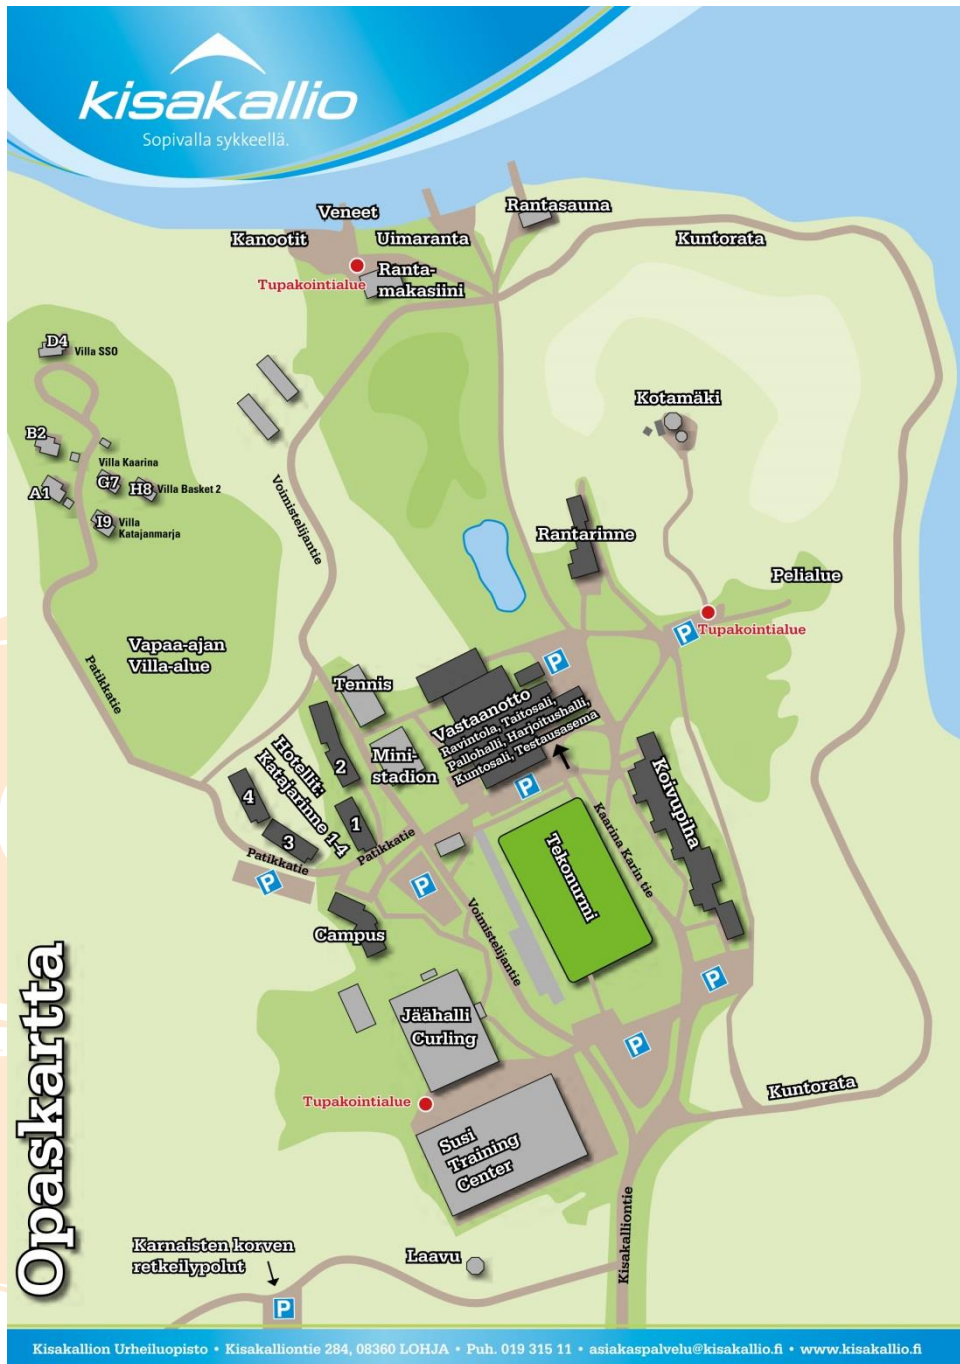 kisakallio
Sopivalla sykkeellä.
Rantasauna
Veneet
Kanootit
Uimaranta
Kuntorata
Tupakointialue
Ranta-
makasiini
D4
Villa SSO
Kotamäki
B2
Villa Kaarina
G7
H8
Villa Basket 2
A1
I9
Villa
Katajanmarja
Voimistelijantie
Rantarinne
Pelialue
P
Tupakointialue
Vapaa-ajan
Villa-alue
Patikkatie
Tennis
P
Vastaanotto
Ravintola, Taitosali,
Pallohalli, Harjoitushalli,
Kuntosali, Testausasema
Mini-
stadion
Hotellit:
Katajarinne 1-4
2
4
1
3
P
Koivupiha
Kaarina Karin tie
Tekonurmi
Patikkatie
Patikkatie
P
P
Campus
Voimistelijantie
P
Jäähalli
Curling
P
Kuntorata
Tupakointialue
Susi
Training
Center
Kisakalliontie
Opaskartta
Karnaisten korven
retkeilypolut
Laavu
P
Kisakallion Urheiluopisto • Kisakalliontie 284, 08360 LOHJA • Puh. 019 315 11 • asiakaspalvelu@kisakallio.fi • www.kisakallio.fi